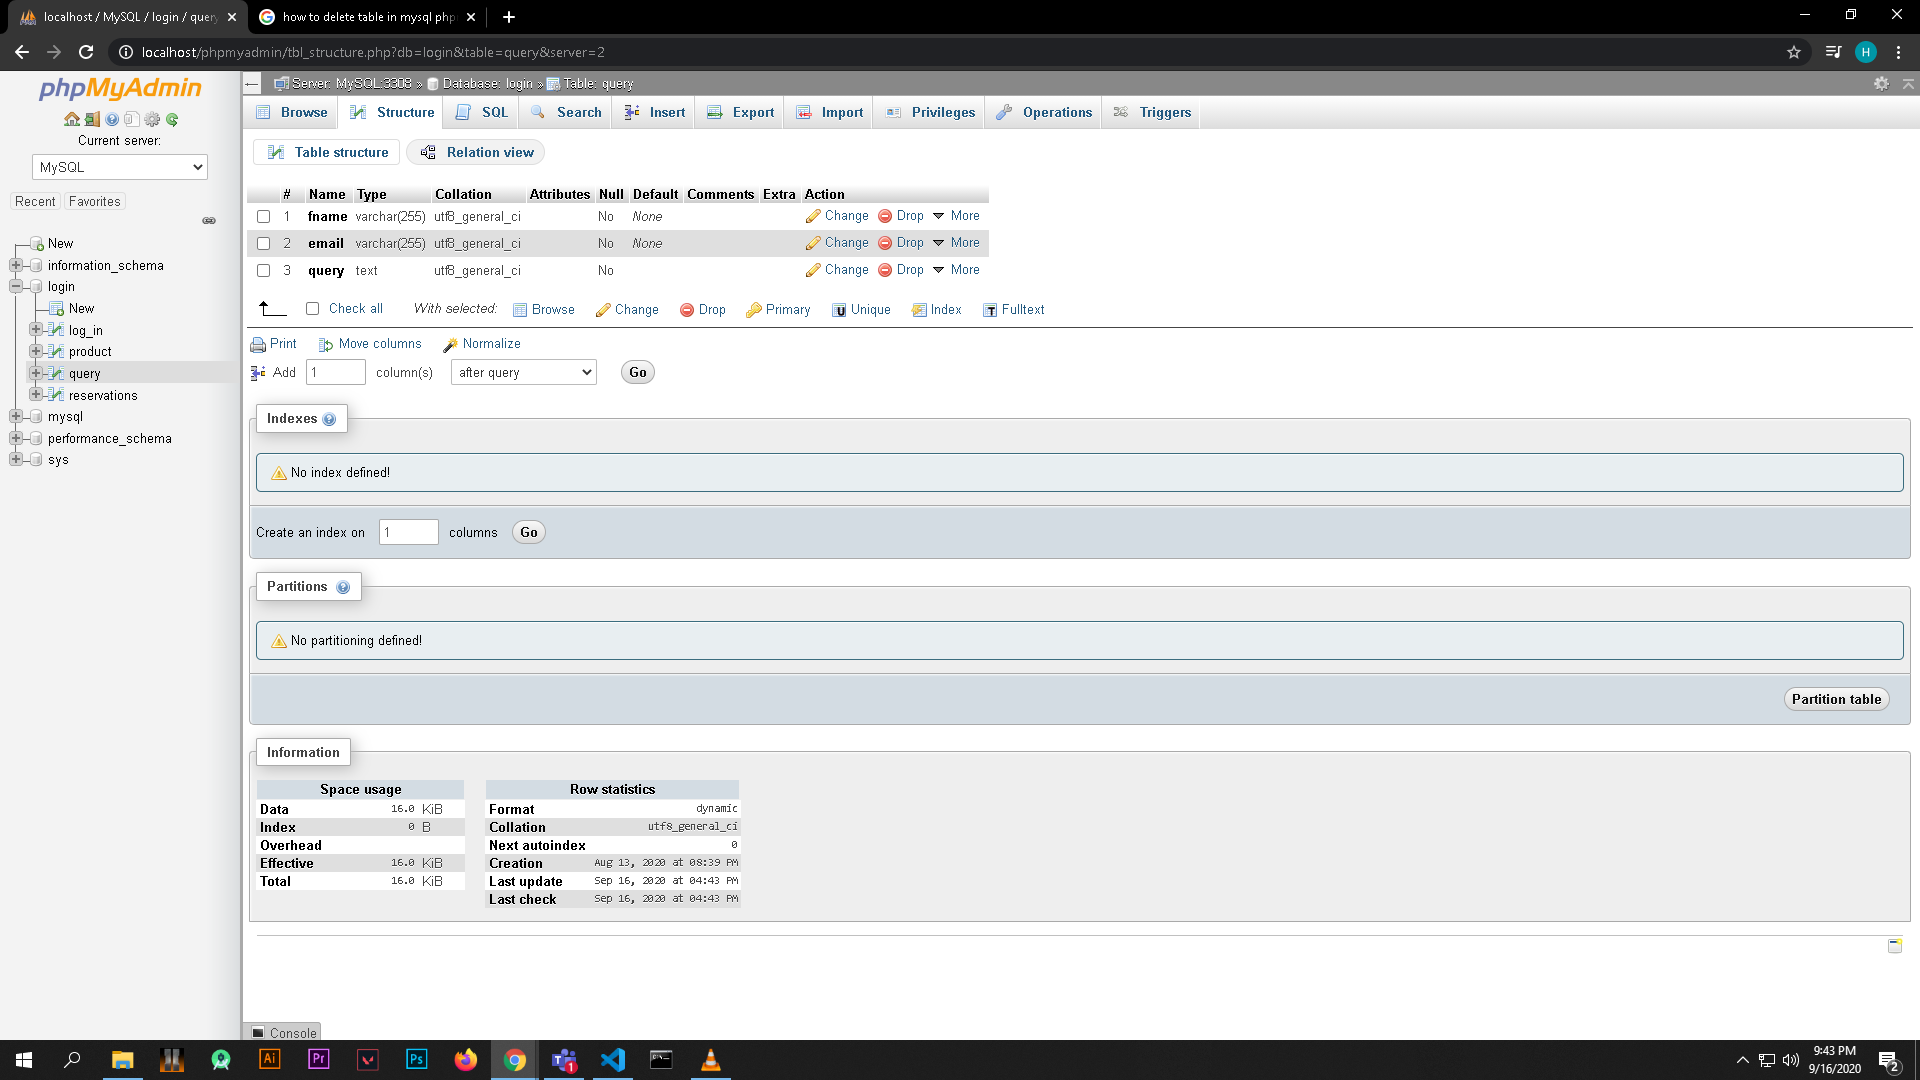 localhost / MySQL / login / query
how to delete table in mysql php
localhost/phpmyadmin/tbl_structure.php?db=login&table=query&server=2
H
phpMyAdmin
Server: MySQL:3308 » Database: login » Table: query
Browse Structure SQL Search Insert Export Import Privileges Operations Triggers
Current server:
MySQL
Recent Favorites
New
information_schema
login
New
log_in
product
query
reservations
mysql
performance_schema
sys
Table structure Relation view
# Name Type Collation Attributes Null Default Comments Extra Action
1 fname varchar(255) utf8_general_ci No None Change Drop More
2 email varchar(255) utf8_general_ci No None Change Drop More
3 query text utf8_general_ci No Change Drop More
Check all With selected: Browse Change Drop Primary Unique Index Fulltext
Print Move columns Normalize
Add 1 column(s) after query Go
Indexes
No index defined!
Create an index on 1 columns Go
Partitions
No partitioning defined!
Partition table
Information
Space usage
Data 16.0 KiB
Index 0 B
Overhead
Effective 16.0 KiB
Total 16.0 KiB
Row statistics
Format dynamic
Collation utf8_general_ci
Next autoindex 0
Creation Aug 13, 2020 at 08:39 PM
Last update Sep 16, 2020 at 04:43 PM
Last check Sep 16, 2020 at 04:43 PM
Console
Ai Pr Ps 1
9:43 PM
9/16/2020
2